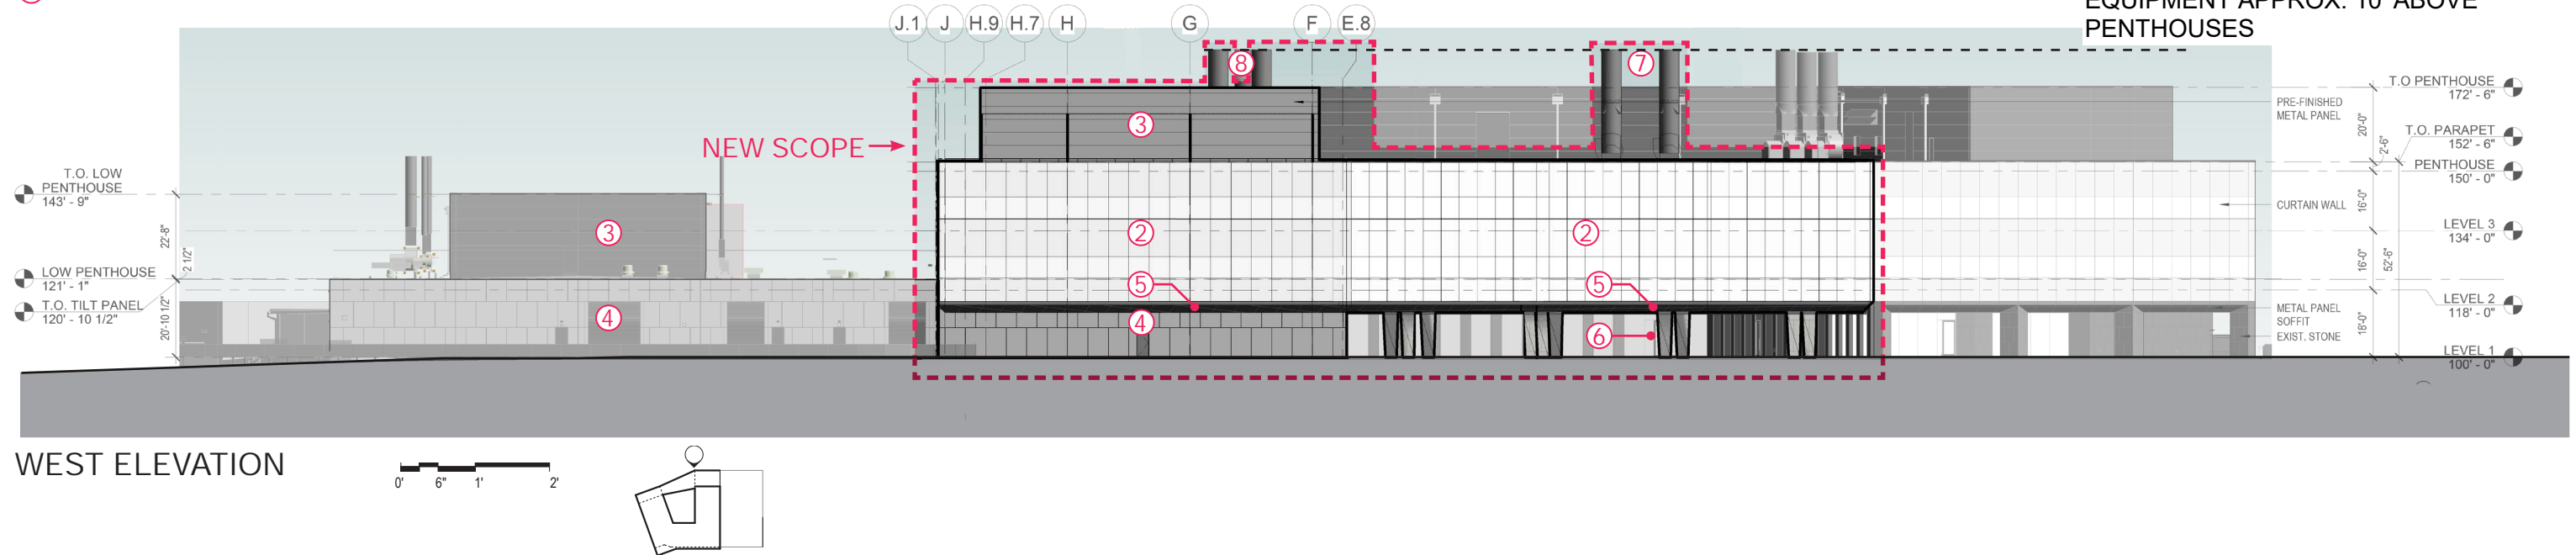 EQUIPMENT APPROX. 10' ABOVE
PENTHOUSES
J.1 J H.9 H.7 H G F E.8
8
7
T.O PENTHOUSE
172' - 6"
PRE-FINISHED
METAL PANEL
20'-0"
3
NEW SCOPE
T.O. PARAPET
152' - 6"
2'-6"
T.O. LOW
PENTHOUSE
143' - 9"
PENTHOUSE
150' - 0"
CURTAIN WALL
16'-0"
22'-8"
3
2
2
LEVEL 3
134' - 0"
2 1/2"
16'-0"
52'-6"
LOW PENTHOUSE
121' - 1"
5
5
T.O. TILT PANEL
120' - 10 1/2"
20'-10 1/2"
4
4
6
LEVEL 2
118' - 0"
METAL PANEL
SOFFIT
18'-0"
EXIST. STONE
LEVEL 1
100' - 0"
WEST ELEVATION
0' 6" 1' 2'